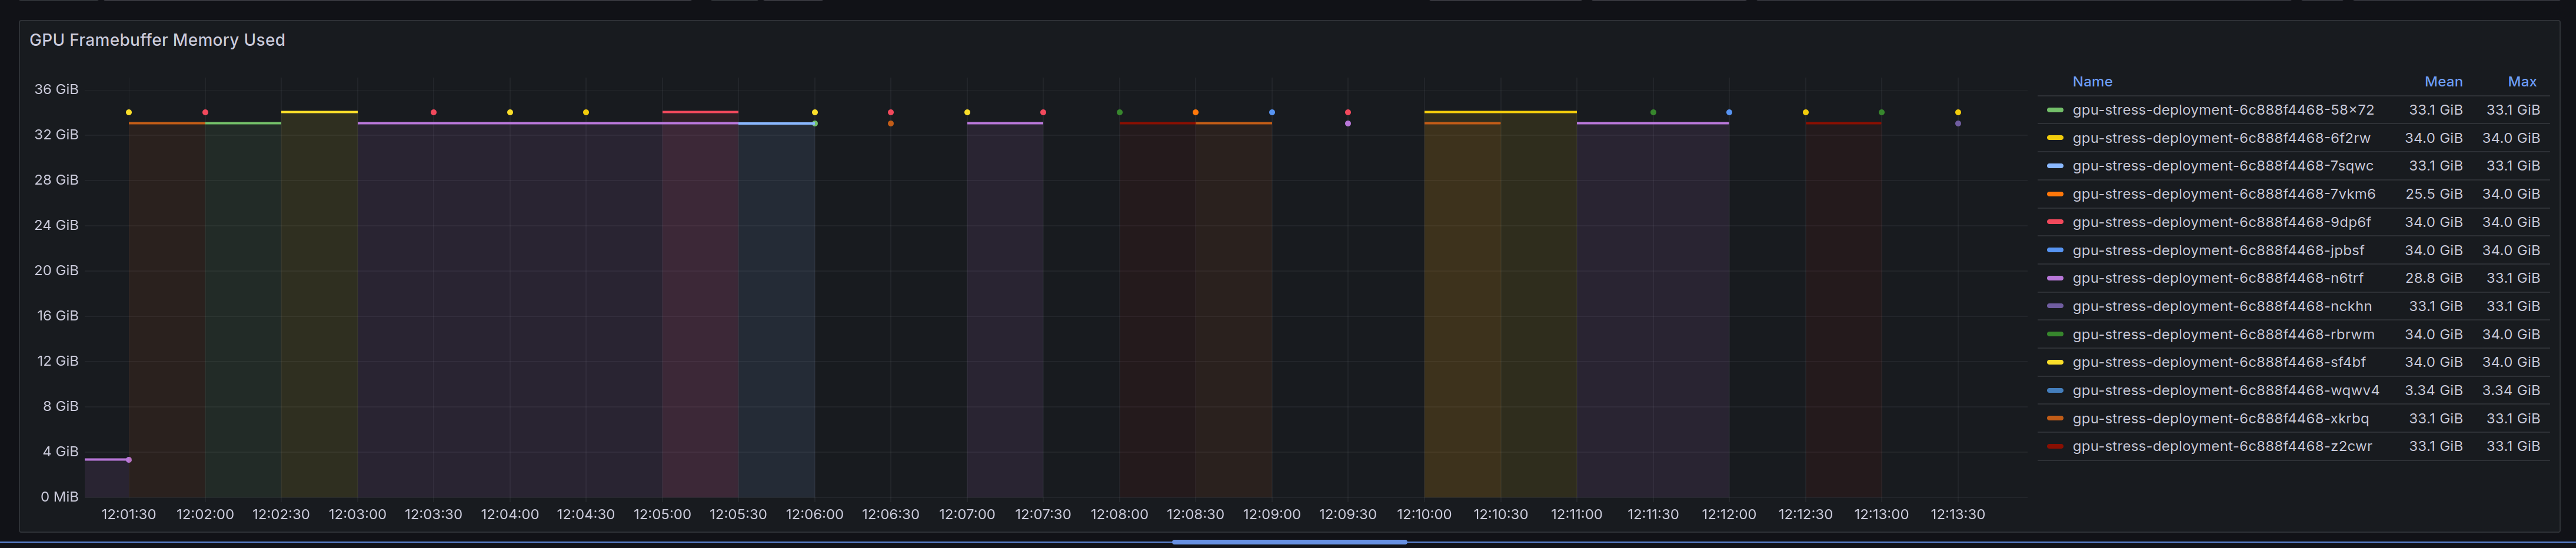 GPU Framebuffer Memory Used
36 GiB
32 GiB
28 GiB
24 GiB
20 GiB
16 GiB
12 GiB
8 GiB
4 GiB
0 MiB
12:01:30 12:02:00 12:02:30 12:03:00 12:03:30 12:04:00 12:04:30 12:05:00 12:05:30 12:06:00 12:06:30 12:07:00 12:07:30 12:08:00 12:08:30 12:09:00 12:09:30 12:10:00 12:10:30 12:11:00 12:11:30 12:12:00 12:12:30 12:13:00 12:13:30
Name Mean Max
gpu-stress-deployment-6c888f4468-58x72 33.1 GiB 33.1 GiB
gpu-stress-deployment-6c888f4468-6f2rw 34.0 GiB 34.0 GiB
gpu-stress-deployment-6c888f4468-7sqwc 33.1 GiB 33.1 GiB
gpu-stress-deployment-6c888f4468-7vkm6 25.5 GiB 34.0 GiB
gpu-stress-deployment-6c888f4468-9dp6f 34.0 GiB 34.0 GiB
gpu-stress-deployment-6c888f4468-jpbsf 34.0 GiB 34.0 GiB
gpu-stress-deployment-6c888f4468-n6trf 28.8 GiB 33.1 GiB
gpu-stress-deployment-6c888f4468-nckhn 33.1 GiB 33.1 GiB
gpu-stress-deployment-6c888f4468-rbrwm 34.0 GiB 34.0 GiB
gpu-stress-deployment-6c888f4468-sf4bf 34.0 GiB 34.0 GiB
gpu-stress-deployment-6c888f4468-wqwv4 3.34 GiB 3.34 GiB
gpu-stress-deployment-6c888f4468-xkrbq 33.1 GiB 33.1 GiB
gpu-stress-deployment-6c888f4468-z2cwr 33.1 GiB 33.1 GiB